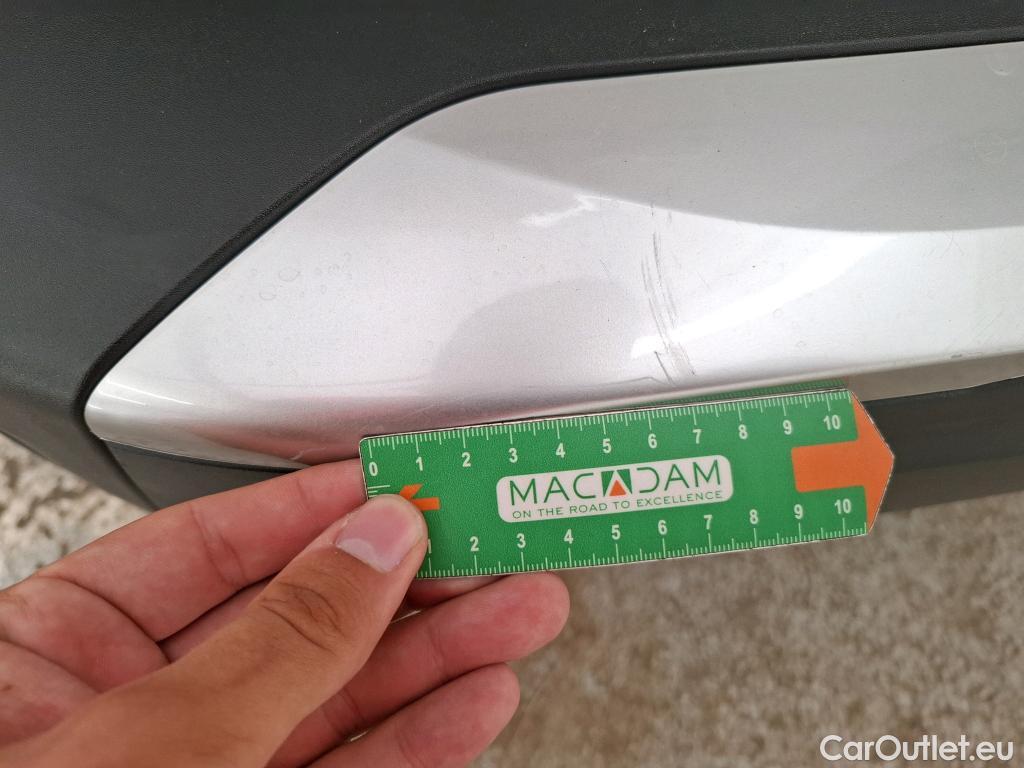 0 1 2 3 4 5 6 7 8 9 10
MACADAM
ON THE ROAD TO EXCELLENCE
1 2 3 4 5 6 7 8 9 10
CarOutlet.eu